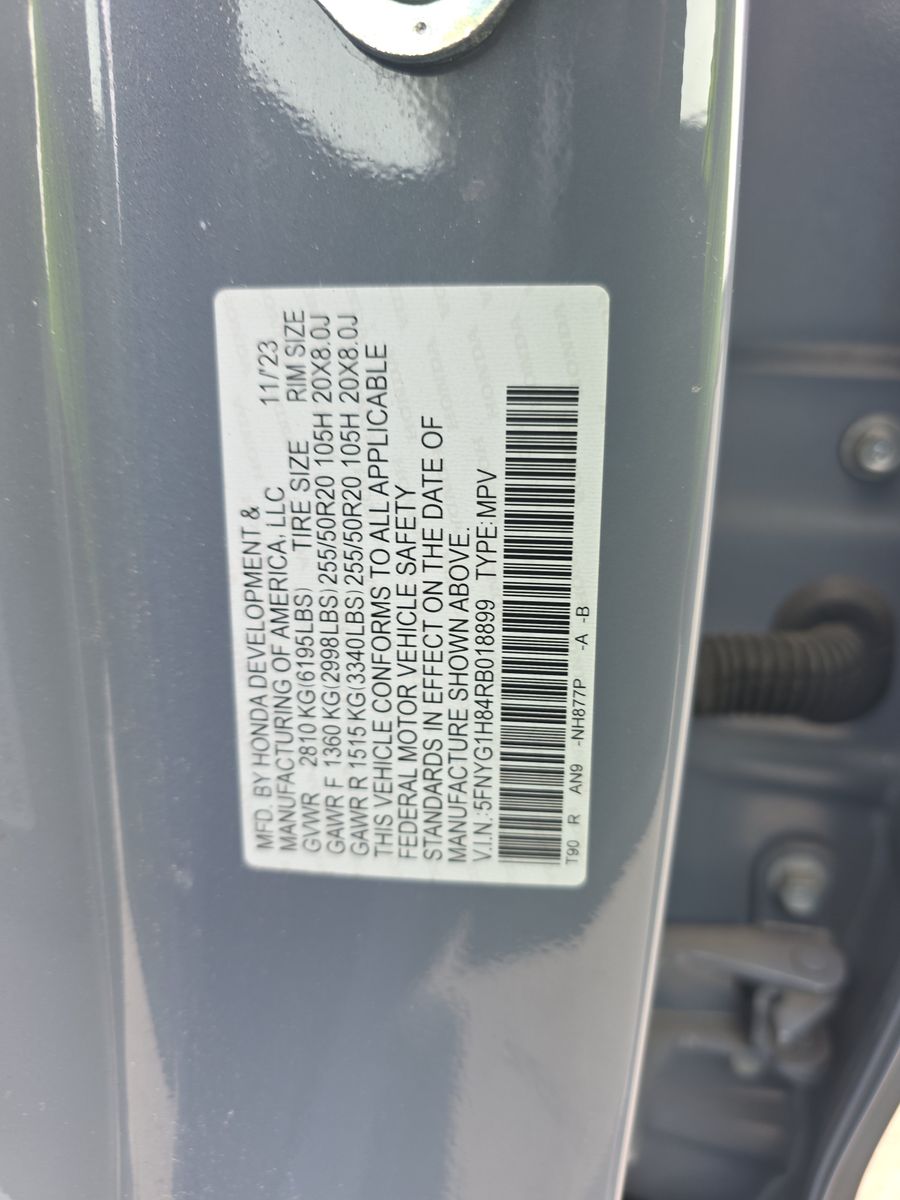 MFD. BY HONDA DEVELOPMENT &
MANUFACTURING OF AMERICA, LLC 11/'23
GVWR 2810 KG(6195LBS) TIRE SIZE RIM SIZE
GAWR F 1360 KG(2998LBS) 255/50R20 105H 20X8.0J
GAWR R 1515 KG(3340LBS) 255/50R20 105H 20X8.0J
THIS VEHICLE CONFORMS TO ALL APPLICABLE
FEDERAL MOTOR VEHICLE SAFETY
STANDARDS IN EFFECT ON THE DATE OF
MANUFACTURE SHOWN ABOVE.
V.I.N.:5FNYG1H84RB018899 TYPE:MPV
T90 R AN9 -NH877P -A -B